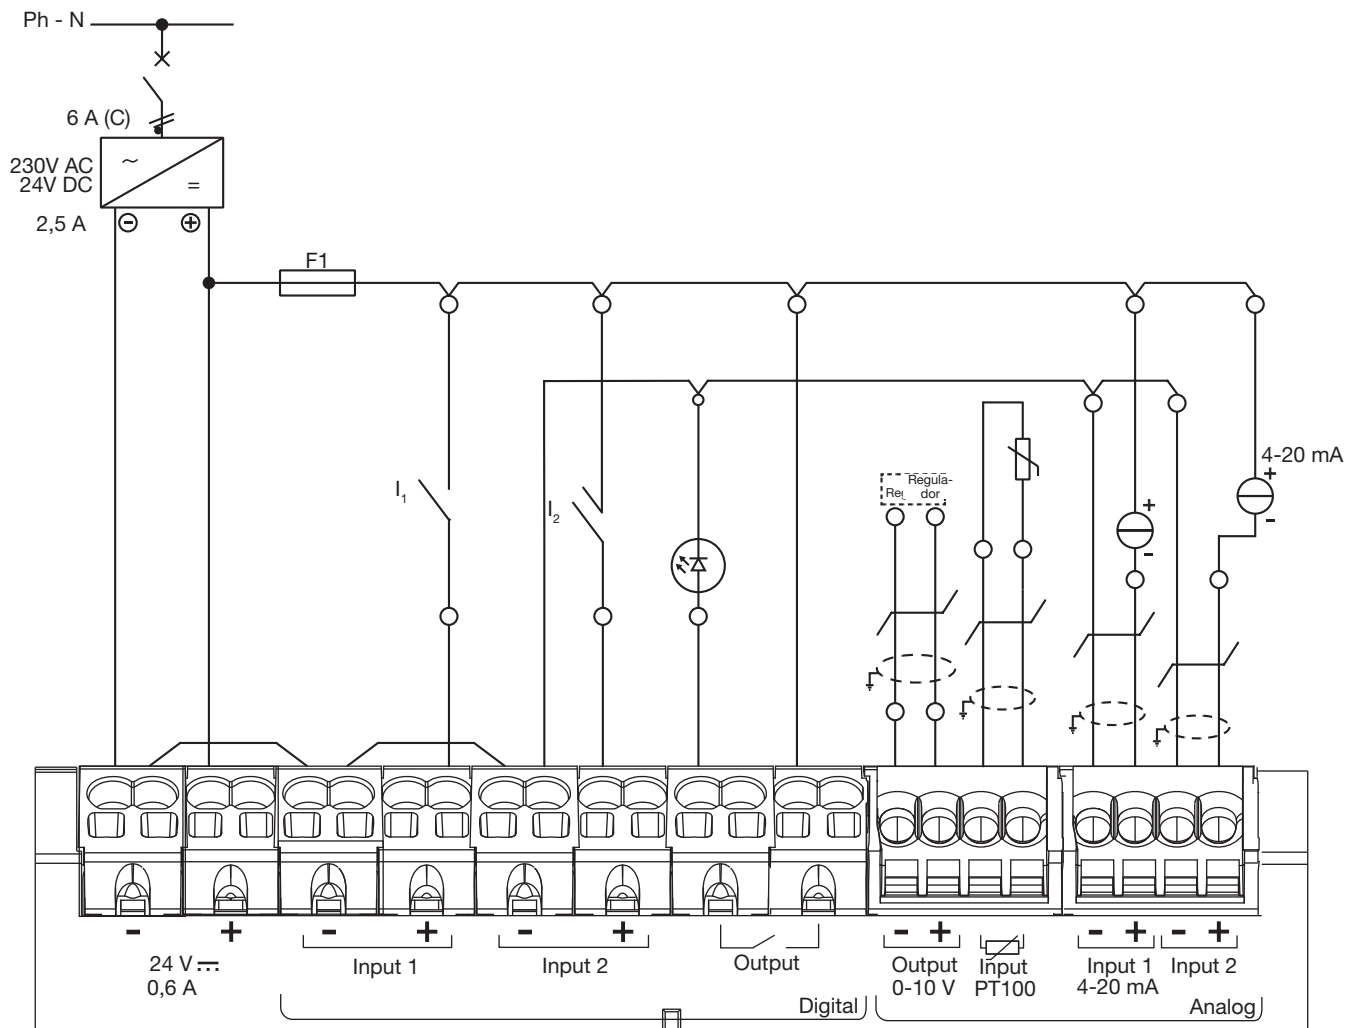 Ph - N
6 A (C)
230V AC
24V DC
~
=
2,5 A
-
+
F1
I1
I2
Regula-
dor
Reg
4-20 mA
+
-
+
-
- + - + - +
24 V
0,6 A
Input 1
Input 2
Output
Digital
- +
Output
0-10 V
Input
PT100
- + - +
Input 1
4-20 mA
Input 2
Analog